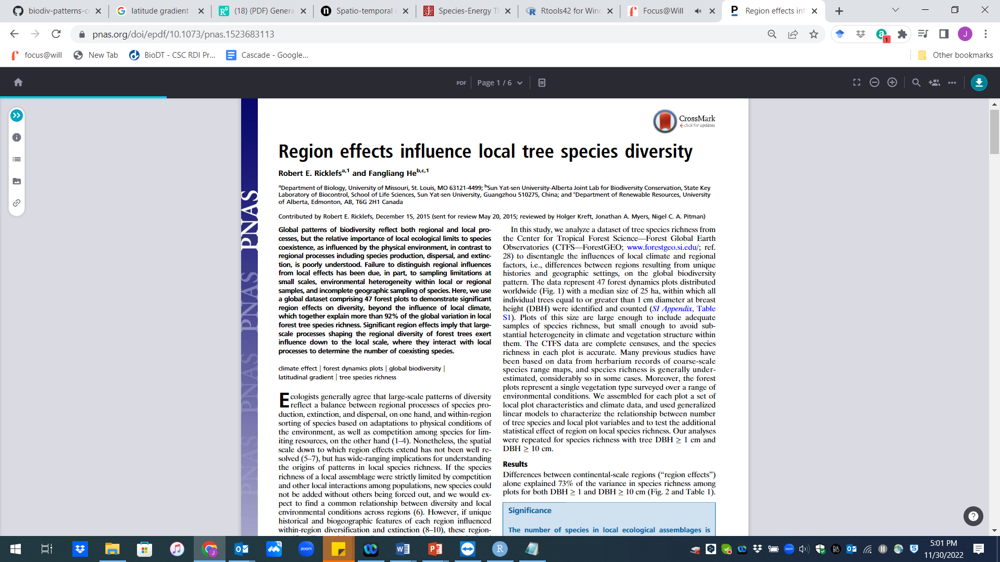 biodiv-patterns-c
latitude gradient
(18) (PDF) Genera
Spatio-temporal
Species-Energy T
Rtools42 for Winc
Focus@Will
Region effects inf
pnas.org/doi/epdf/10.1073/pnas.1523683113
focus@will
New Tab
BioDT - CSC RDI Pr...
Cascade - Google...
Other bookmarks
PDF
Page 1 / 6
CrossMark
click for updates
Region effects influence local tree species diversity
Robert E. Ricklefsa,1 and Fangliang Heb,c,1
aDepartment of Biology, University of Missouri, St. Louis, MO 63121-4499; bSun Yat-sen University-Alberta Joint Lab for Biodiversity Conservation, State Key
Laboratory of Biocontrol, School of Life Sciences, Sun Yat-sen University, Guangzhou 510275, China; and cDepartment of Renewable Resources, University
of Alberta, Edmonton, AB, T6G 2H1 Canada
Contributed by Robert E. Ricklefs, December 15, 2015 (sent for review May 20, 2015; reviewed by Holger Kreft, Jonathan A. Myers, Nigel C. A. Pitman)
Global patterns of biodiversity reflect both regional and local pro-
cesses, but the relative importance of local ecological limits to species
coexistence, as influenced by the physical environment, in contrast to
regional processes including species production, dispersal, and extinc-
tion, is poorly understood. Failure to distinguish regional influences
from local effects has been due, in part, to sampling limitations at
small scales, environmental heterogeneity within local or regional
samples, and incomplete geographic sampling of species. Here, we use
a global dataset comprising 47 forest plots to demonstrate significant
region effects on diversity, beyond the influence of local climate,
which together explain more than 92% of the global variation in local
forest tree species richness. Significant region effects imply that large-
scale processes shaping the regional diversity of forest trees exert
influence down to the local scale, where they interact with local
processes to determine the number of coexisting species.
climate effect | forest dynamics plots | global biodiversity |
latitudinal gradient | tree species richness
Ecologists generally agree that large-scale patterns of diversity
reflect a balance between regional processes of species pro-
duction, extinction, and dispersal, on one hand, and within-region
sorting of species based on adaptations to physical conditions of
the environment, as well as competition among species for lim-
iting resources, on the other hand (1–4). Nonetheless, the spatial
scale down to which region effects extend has not been well re-
solved (5–7), but has wide-ranging implications for understanding
the origins of patterns in local species richness. If the species
richness of a local assemblage were strictly limited by competition
and other local interactions among populations, new species could
not be added without others being forced out, and we would ex-
pect to find a common relationship between diversity and local
environmental conditions across regions (6). However, if unique
historical and biogeographic features of each region influenced
within-region diversification and extinction (8–10), these region-
In this study, we analyze a dataset of tree species richness from
the Center for Tropical Forest Science—Forest Global Earth
Observatories (CTFS—ForestGEO; www.forestgeo.si.edu/; ref.
28) to disentangle the influences of local climate and regional
factors, i.e., differences between regions resulting from unique
histories and geographic settings, on the global biodiversity
pattern. The data represent 47 forest dynamics plots distributed
worldwide (Fig. 1) with a median size of 25 ha, within which all
individual trees equal to or greater than 1 cm diameter at breast
height (DBH) were identified and counted (SI Appendix, Table
S1). Plots of this size are large enough to include adequate
samples of species richness, but small enough to avoid sub-
stantial heterogeneity in climate and vegetation structure within
them. The CTFS data are complete censuses, and the species
richness in each plot is accurate. Many previous studies have
been based on data from herbarium records of coarse-scale
species range maps, and species richness is generally under-
estimated, considerably so in some cases. Moreover, the forest
plots represent a single vegetation type surveyed over a range of
environmental conditions. We assembled for each plot a set of
local plot characteristics and climate data, and used generalized
linear models to characterize the relationship between number
of tree species and local plot variables and to test the additional
statistical effect of region on local species richness. Our analyses
were repeated for species richness with tree DBH ≥ 1 cm and
DBH ≥ 10 cm.
Results
Differences between continental-scale regions (“region effects”)
alone explained 73% of the variance in species richness among
plots for both DBH ≥ 1 and DBH ≥ 10 cm (Fig. 2 and Table 1).
Significance
The number of species in local ecological assemblages is
PNAS
PNAS
PNAS
PNAS
zoom
5:01 PM
11/30/2022